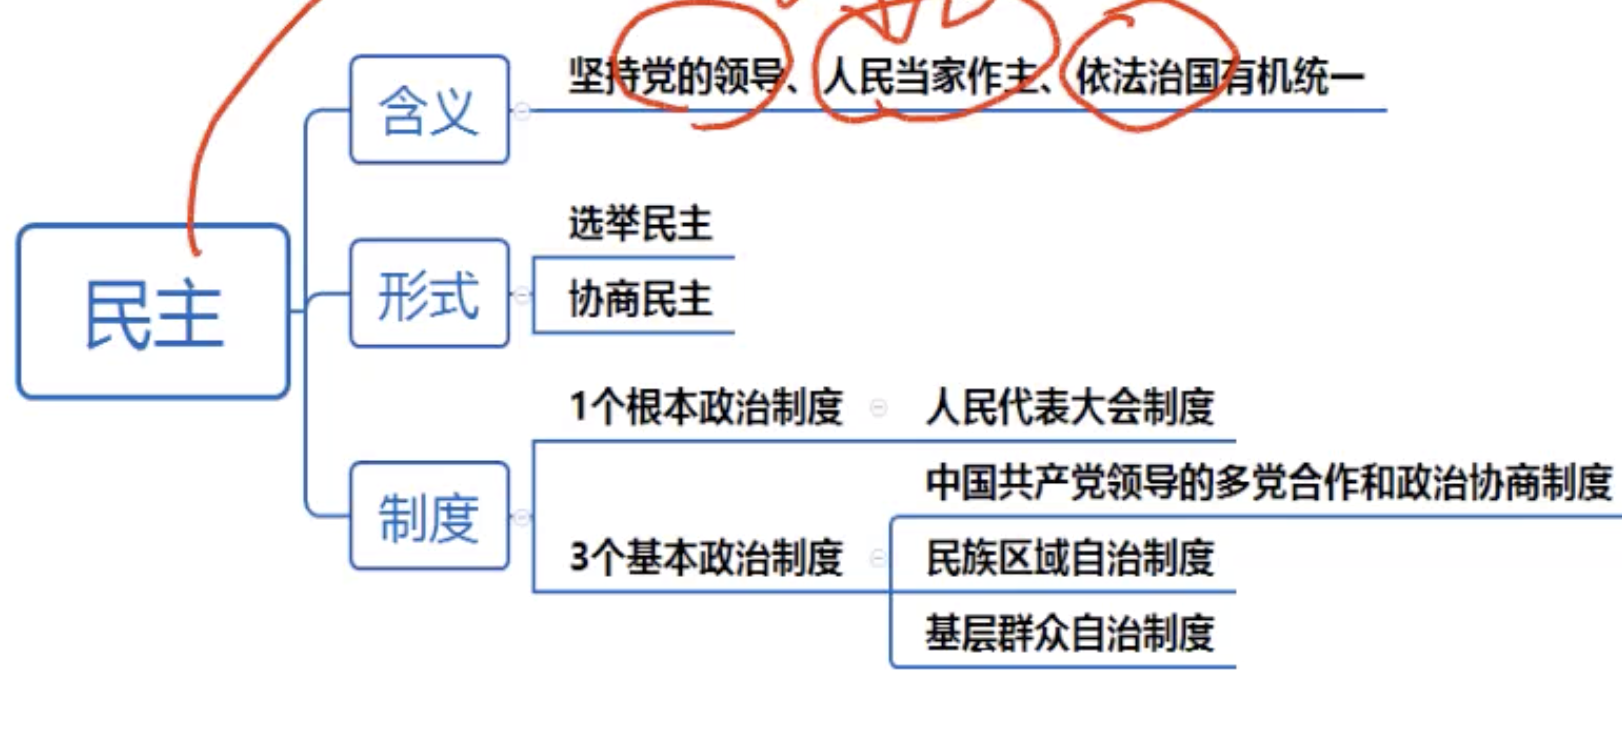 民主
含义
坚持党的领导、人民当家作主、依法治国有机统一
形式
选举民主
协商民主
制度
1个根本政治制度
人民代表大会制度
3个基本政治制度
中国共产党领导的多党合作和政治协商制度
民族区域自治制度
基层群众自治制度